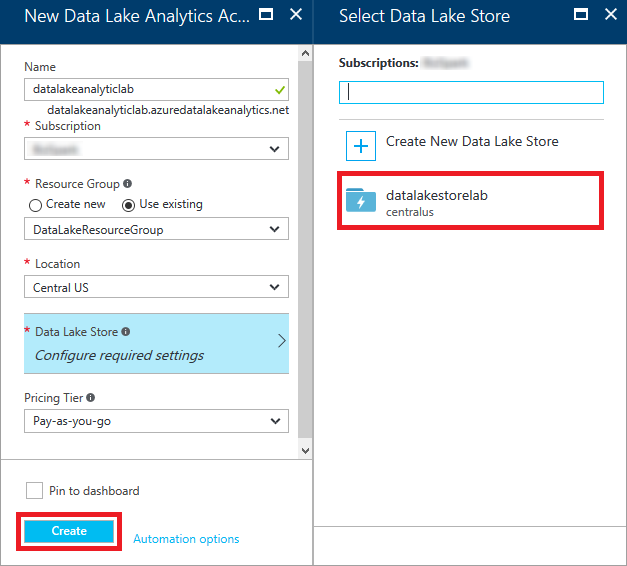 New Data Lake Analytics Ac...
Name
datalakeanalyticlab
datalakeanalyticlab.azuredatalakeanalytics.net
* Subscription
* Resource Group
Create new Use existing
DataLakeResourceGroup
* Location
Central US
* Data Lake Store
Configure required settings
Pricing Tier
Pay-as-you-go
Pin to dashboard
Create Automation options
Select Data Lake Store
Subscriptions:
Create New Data Lake Store
datalakestorelab
centralus